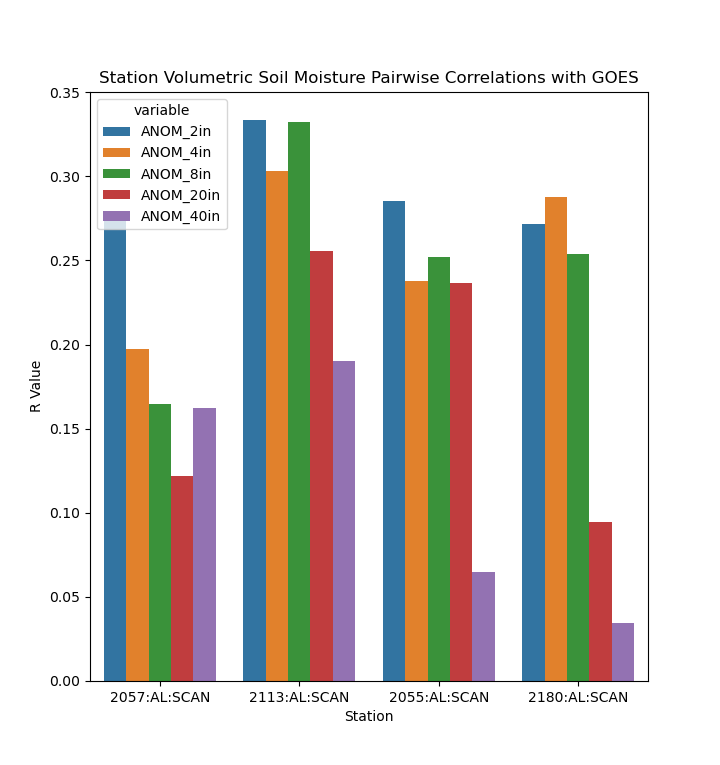 Station Volumetric Soil Moisture Pairwise Correlations with GOES
0.35
0.30
0.25
0.20
0.15
0.10
0.05
0.00
R Value
variable
ANOM_2in
ANOM_4in
ANOM_8in
ANOM_20in
ANOM_40in
2057:AL:SCAN 2113:AL:SCAN 2055:AL:SCAN 2180:AL:SCAN
Station